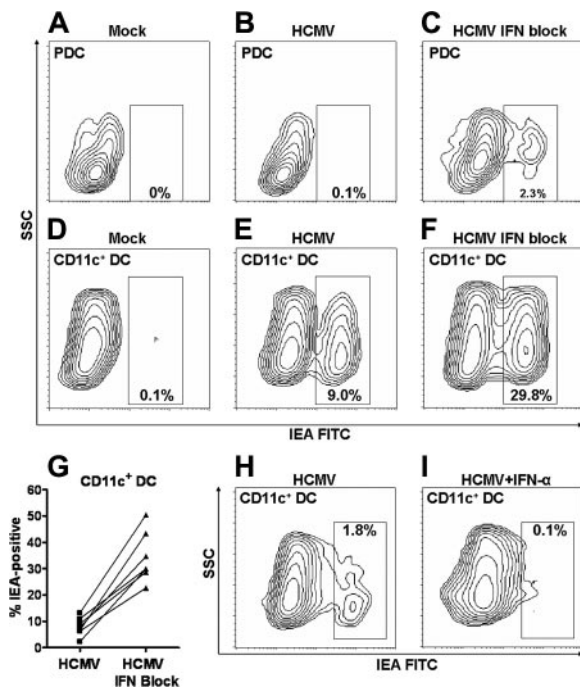 A B C
Mock HCMV HCMV IFN block
PDC PDC PDC
0% 0.1% 2.3%
D E F
Mock HCMV HCMV IFN block
CD11c⁺ DC CD11c⁺ DC CD11c⁺ DC
0.1% 9.0% 29.8%
SSC
IEA FITC
G
CD11c⁺ DC
% IEA-positive
60
50
40
30
20
10
0
HCMV HCMV
IFN Block
H I
HCMV HCMV+IFN-α
CD11c⁺ DC CD11c⁺ DC
1.8% 0.1%
SSC
IEA FITC